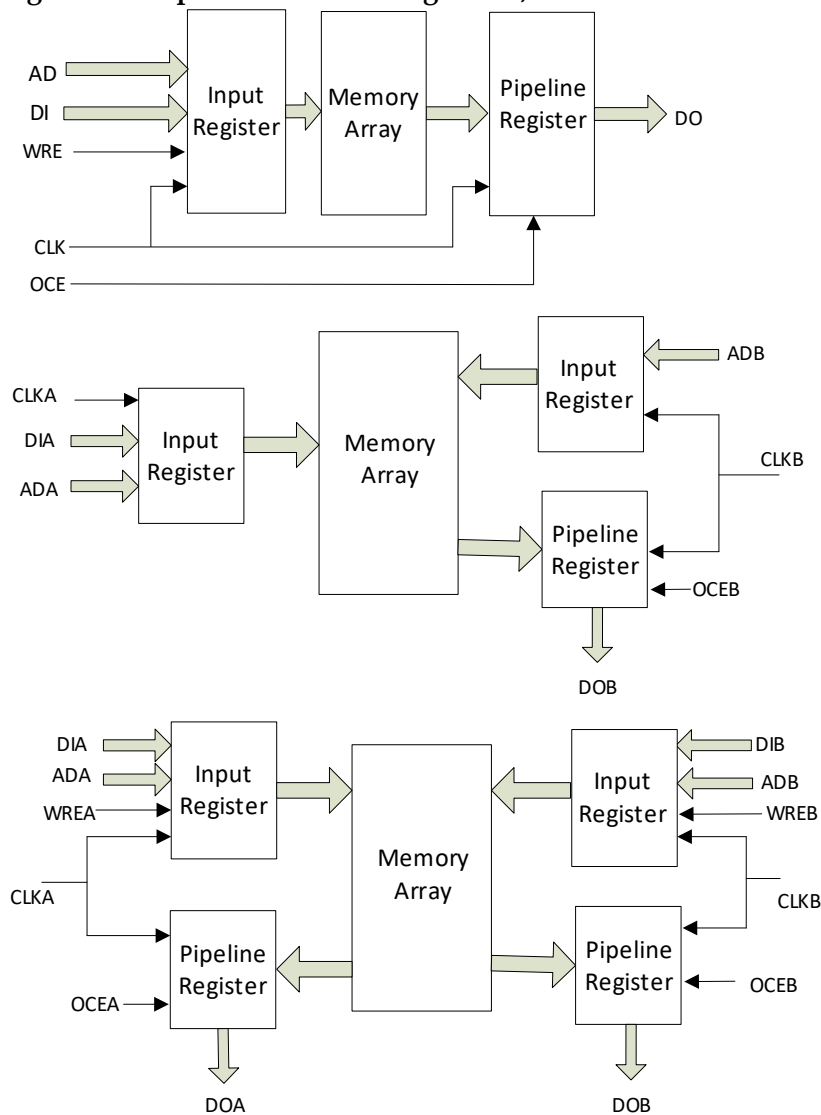 AD
DI
WRE
CLK
OCE
Input
Register
Memory
Array
Pipeline
Register
DO
CLKA
DIA
ADA
Input
Register
Memory
Array
Input
Register
ADB
CLKB
Pipeline
Register
OCEB
DOB
DIA
ADA
WREA
CLKA
OCEA
Input
Register
Pipeline
Register
DOA
Memory
Array
Input
Register
DIB
ADB
WREB
CLKB
Pipeline
Register
OCEB
DOB